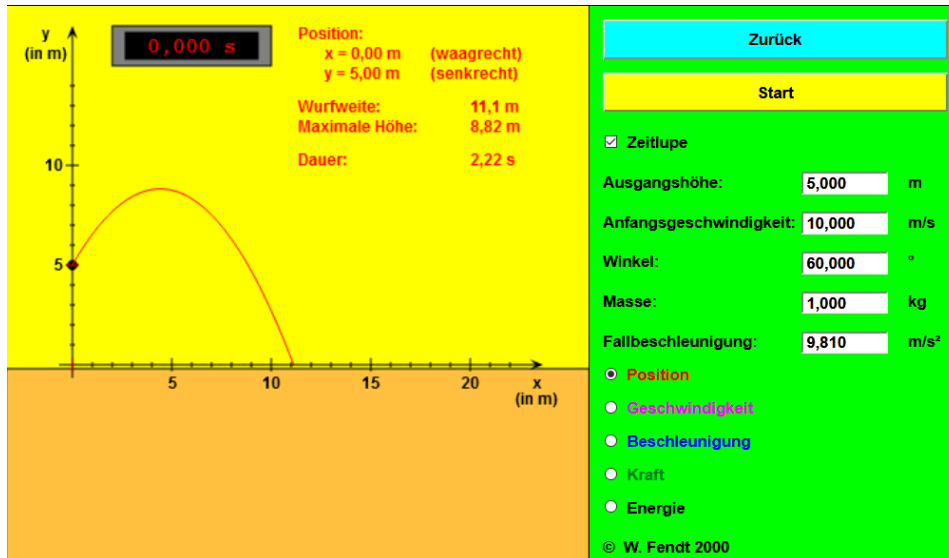 y
(in m)
0,000 s
Position:
x = 0,00 m (waagrecht)
y = 5,00 m (senkrecht)
Wurfweite: 11,1 m
Maximale Höhe: 8,82 m
Dauer: 2,22 s
10
5
5 10 15 20 x
(in m)
Zurück
Start
Zeitlupe
Ausgangshöhe: 5,000 m
Anfangsgeschwindigkeit: 10,000 m/s
Winkel: 60,000 °
Masse: 1,000 kg
Fallbeschleunigung: 9,810 m/s²
Position
Geschwindigkeit
Beschleunigung
Kraft
Energie
© W. Fendt 2000